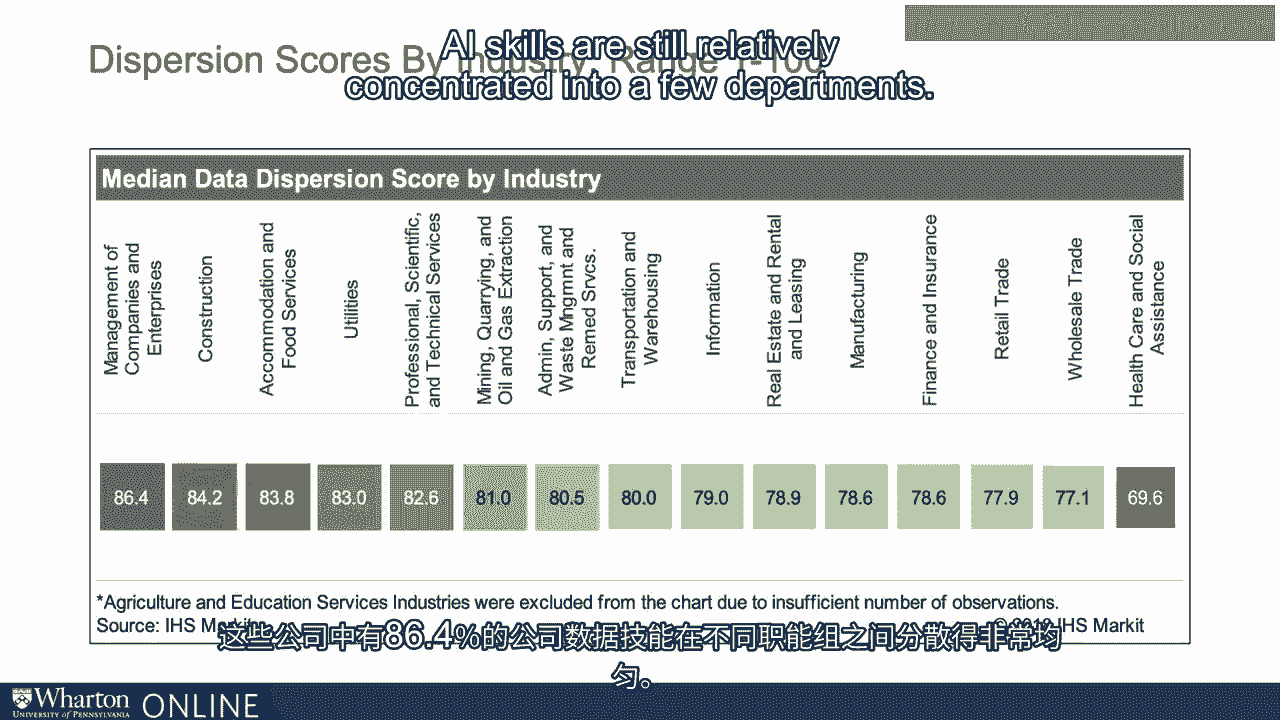 AI skills are still relatively
concentrated into a few departments.
Dispersion Scores By Industry, Range 1-100
Median Data Dispersion Score by Industry
Management of
Companies and
Enterprises
Construction
Accommodation and
Food Services
Utilities
Professional, Scientific,
and Technical Services
Mining, Quarrying, and
Oil and Gas Extraction
Admin, Support, and
Waste Mngmnt and
Remed Srvcs.
Transportation and
Warehousing
Information
Real Estate and Rental
and Leasing
Manufacturing
Finance and Insurance
Retail Trade
Wholesale Trade
Health Care and Social
Assistance
86.4 84.2 83.8 83.0 82.6 81.0 80.5 80.0 79.0 78.9 78.6 78.6 77.9 77.1 69.6
*Agriculture and Education Services Industries were excluded from the chart due to insufficient number of observations.
Source: IHS Markit © IHS Markit
这些公司中有86.4%的公司数据技能在不同职能组之间分散得非常均
匀。
Wharton ONLINE
UNIVERSITY of PENNSYLVANIA